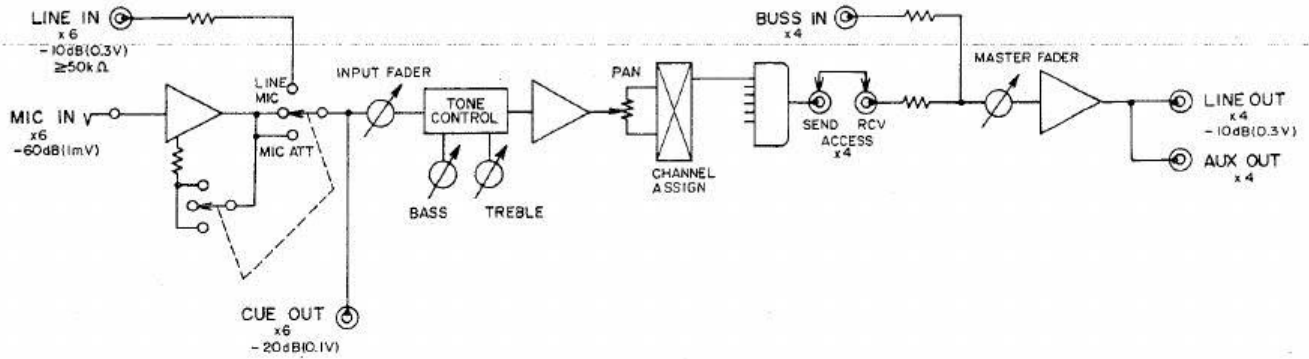 LINE IN
x 6
-10dB(0.3V)
≥50kΩ
MIC IN
x6
-60dB(1mV)
LINE
MIC
MIC ATT
INPUT FADER
TONE
CONTROL
BASS
TREBLE
CUE OUT
x6
-20dB(0.1V)
PAN
CHANNEL
ASSIGN
BUSS IN
x 4
SEND
RCV
ACCESS
x4
MASTER FADER
LINE OUT
x 4
-10dB(0.3V)
AUX OUT
x 4